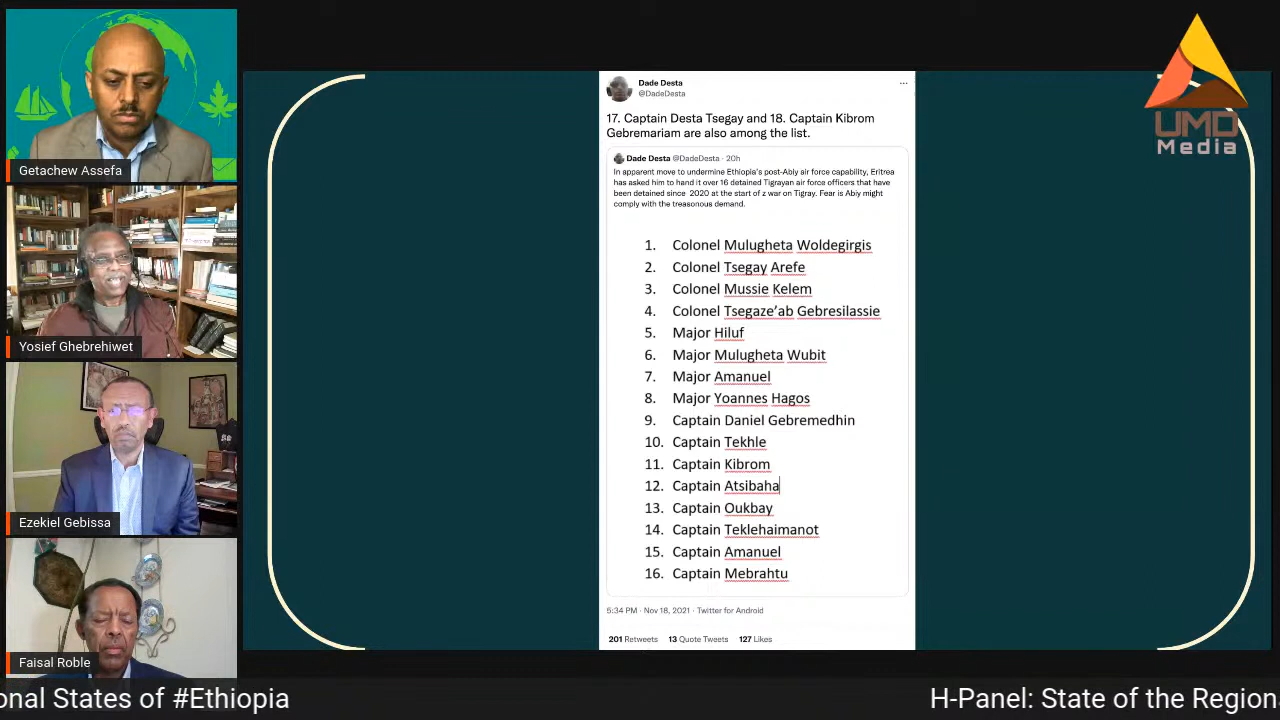 Getachew Assefa
Yosief Ghebrehiwet
Ezekiel Gebissa
Faisal Roble
Dade Desta
@DadeDesta
17. Captain Desta Tsegay and 18. Captain Kibrom
Gebremariam are also among the list.
Dade Desta @DadeDesta · 20h
In apparent move to undermine Ethiopia's post-Abiy air force capability, Eritrea
has asked him to hand it over 16 detained Tigrayan air force officers that have
been detained since 2020 at the start of z war on Tigray. Fear is Abiy might
comply with the treasonous demand.
1. Colonel Mulugheta Woldegirgis
2. Colonel Tsegay Arefe
3. Colonel Mussie Kelem
4. Colonel Tsegaze'ab Gebresilassie
5. Major Hiluf
6. Major Mulugheta Wubit
7. Major Amanuel
8. Major Yoannes Hagos
9. Captain Daniel Gebremedhin
10. Captain Tekhle
11. Captain Kibrom
12. Captain Atsibaha
13. Captain Oukbay
14. Captain Teklehaimanot
15. Captain Amanuel
16. Captain Mebrahtu
5:34 PM · Nov 18, 2021 · Twitter for Android
201 Retweets 13 Quote Tweets 127 Likes
UMD
Media
onal States of #Ethiopia
H-Panel: State of the Region